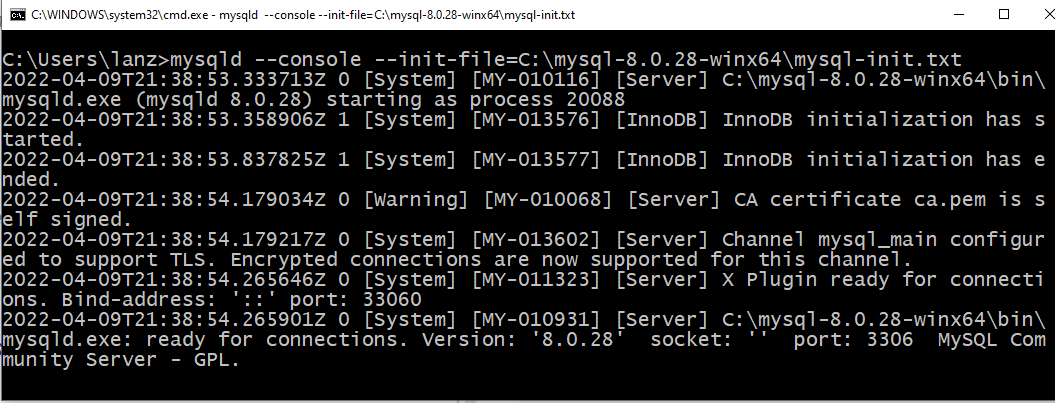 C:\WINDOWS\system32\cmd.exe - mysqld  --console --init-file=C:\mysql-8.0.28-winx64\mysql-init.txt
C:\Users\lanz>mysqld --console --init-file=C:\mysql-8.0.28-winx64\mysql-init.txt
2022-04-09T21:38:53.333713Z 0 [System] [MY-010116] [Server] C:\mysql-8.0.28-winx64\bin\
mysqld.exe (mysqld 8.0.28) starting as process 20088
2022-04-09T21:38:53.358906Z 1 [System] [MY-013576] [InnoDB] InnoDB initialization has s
tarted.
2022-04-09T21:38:53.837825Z 1 [System] [MY-013577] [InnoDB] InnoDB initialization has e
nded.
2022-04-09T21:38:54.179034Z 0 [Warning] [MY-010068] [Server] CA certificate ca.pem is s
elf signed.
2022-04-09T21:38:54.179217Z 0 [System] [MY-013602] [Server] Channel mysql_main configur
ed to support TLS. Encrypted connections are now supported for this channel.
2022-04-09T21:38:54.265646Z 0 [System] [MY-011323] [Server] X Plugin ready for connecti
ons. Bind-address: '::' port: 33060
2022-04-09T21:38:54.265901Z 0 [System] [MY-010931] [Server] C:\mysql-8.0.28-winx64\bin\
mysqld.exe: ready for connections. Version: '8.0.28'  socket: ''  port: 3306  MySQL Com
munity Server - GPL.